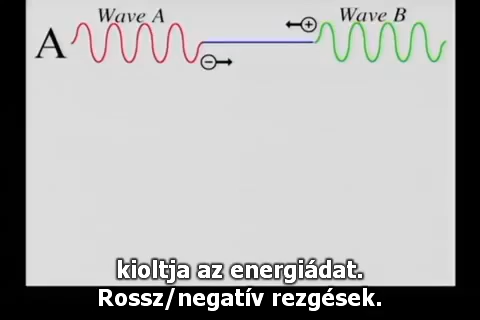 Wave A
Wave B
A
kioltja az energiádat.
Rossz/negatív rezgések.